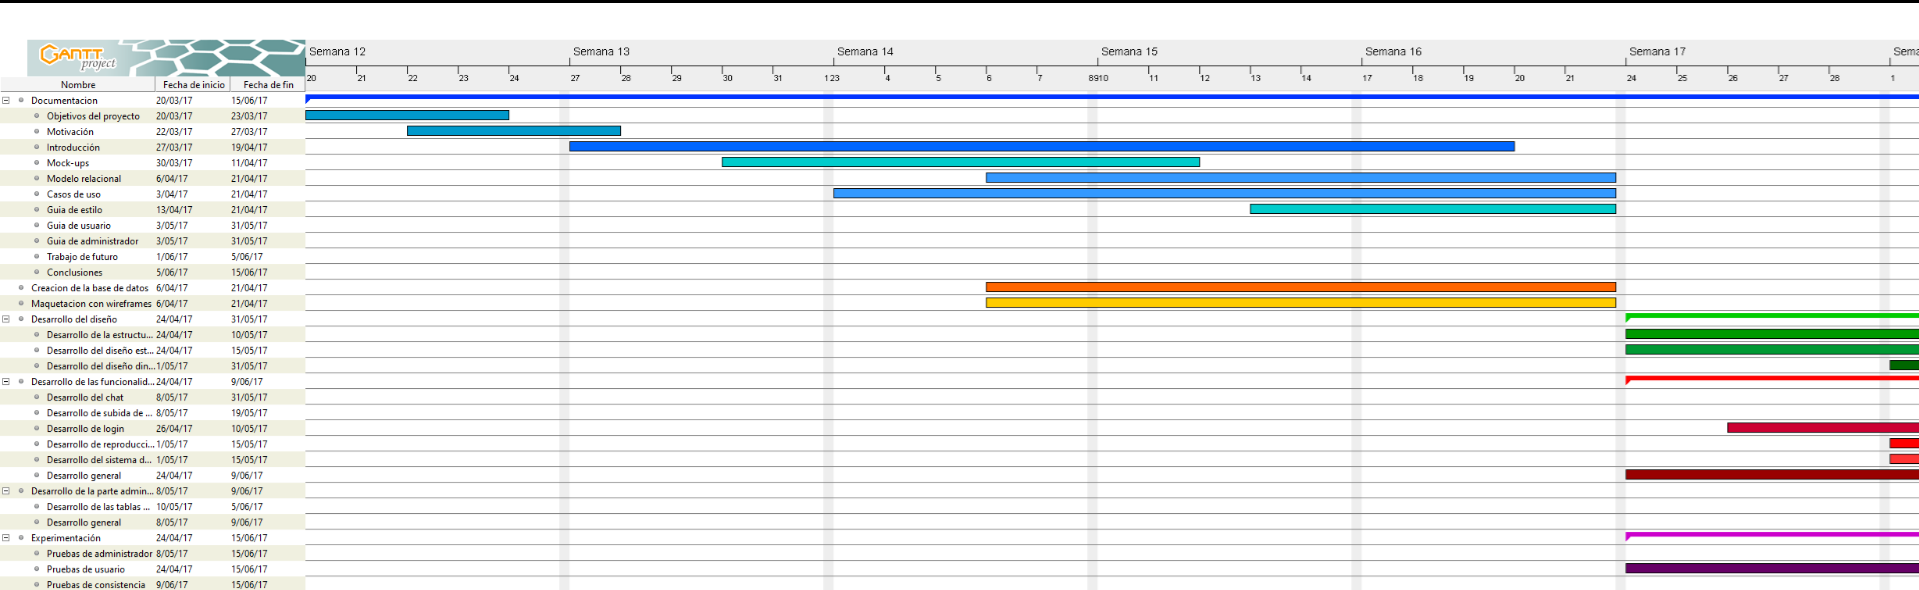 GANTT
project
Semana 12 Semana 13 Semana 14 Semana 15 Semana 16 Semana 17 Sema
20 21 22 23 24 27 28 29 30 31 1 2 3 4 5 6 7 8 9 10 11 12 13 14 17 18 19 20 21 24 25 26 27 28 1
Nombre Fecha de inicio Fecha de fin
Documentacion 20/03/17 15/06/17
Objetivos del proyecto 20/03/17 23/03/17
Motivación 22/03/17 27/03/17
Introducción 27/03/17 19/04/17
Mock-ups 30/03/17 11/04/17
Modelo relacional 6/04/17 21/04/17
Casos de uso 3/04/17 21/04/17
Guia de estilo 13/04/17 21/04/17
Guia de usuario 3/05/17 31/05/17
Guia de administrador 3/05/17 31/05/17
Trabajo de futuro 1/06/17 5/06/17
Conclusiones 5/06/17 15/06/17
Creacion de la base de datos 6/04/17 21/04/17
Maquetacion con wireframes 6/04/17 21/04/17
Desarrollo del diseño 24/04/17 31/05/17
Desarrollo de la estructu... 24/04/17 10/05/17
Desarrollo del diseño est... 24/04/17 15/05/17
Desarrollo del diseño din... 1/05/17 31/05/17
Desarrollo de las funcionalid... 24/04/17 9/06/17
Desarrollo del chat 8/05/17 31/05/17
Desarrollo de subida de ... 8/05/17 19/05/17
Desarrollo de login 26/04/17 10/05/17
Desarrollo de reproducci... 1/05/17 15/05/17
Desarrollo del sistema d... 1/05/17 15/05/17
Desarrollo general 24/04/17 9/06/17
Desarrollo de la parte admin... 8/05/17 9/06/17
Desarrollo de las tablas ... 10/05/17 5/06/17
Desarrollo general 8/05/17 9/06/17
Experimentación 24/04/17 15/06/17
Pruebas de administrador 8/05/17 15/06/17
Pruebas de usuario 24/04/17 15/06/17
Pruebas de consistencia 9/06/17 15/06/17